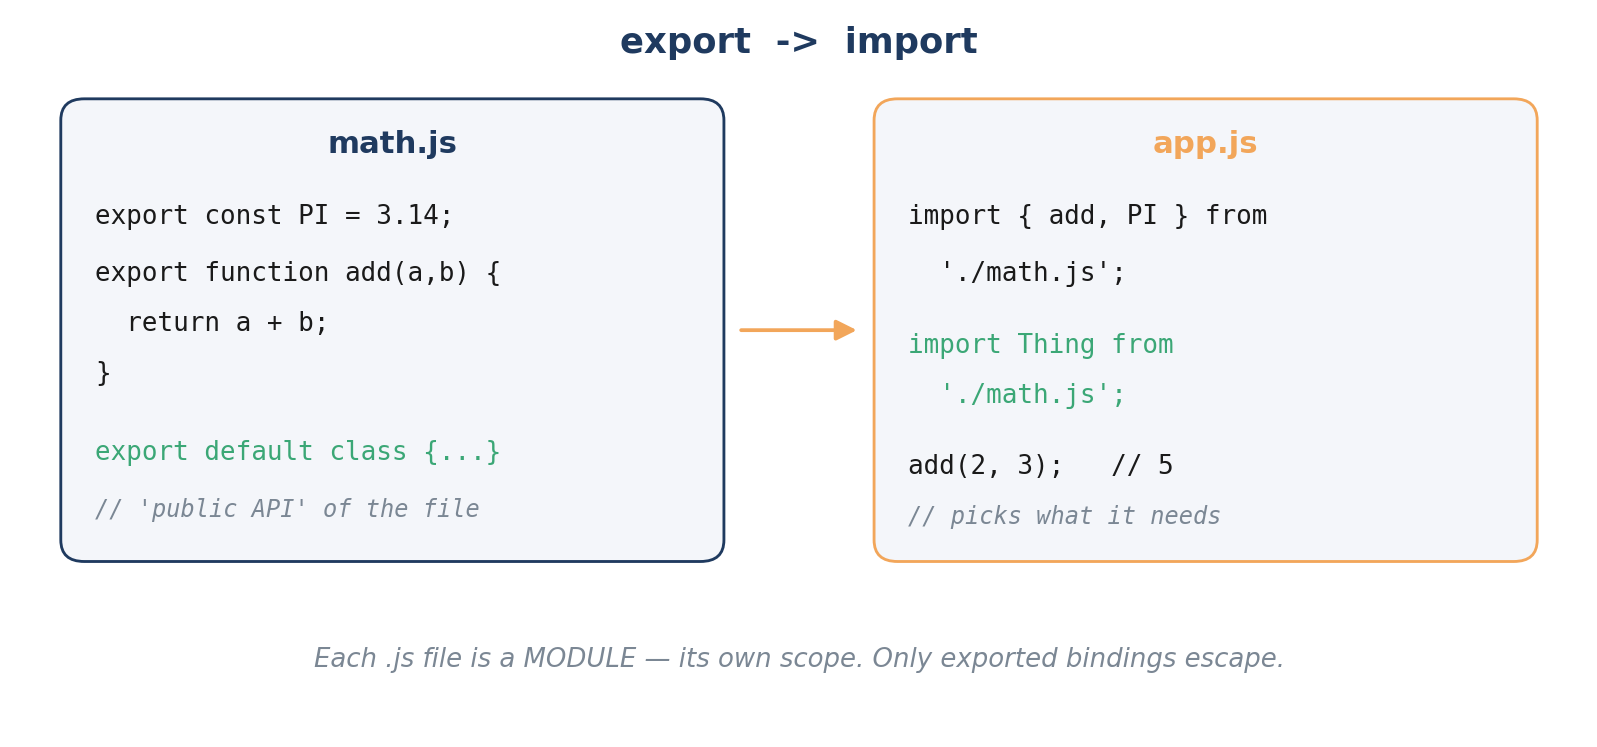 export -> import
math.js
export const PI = 3.14;
export function add(a,b) {
  return a + b;
}
export default class {...}
// 'public API' of the file
app.js
import { add, PI } from
  './math.js';
import Thing from
  './math.js';
add(2, 3);   // 5
// picks what it needs
Each .js file is a MODULE — its own scope. Only exported bindings escape.